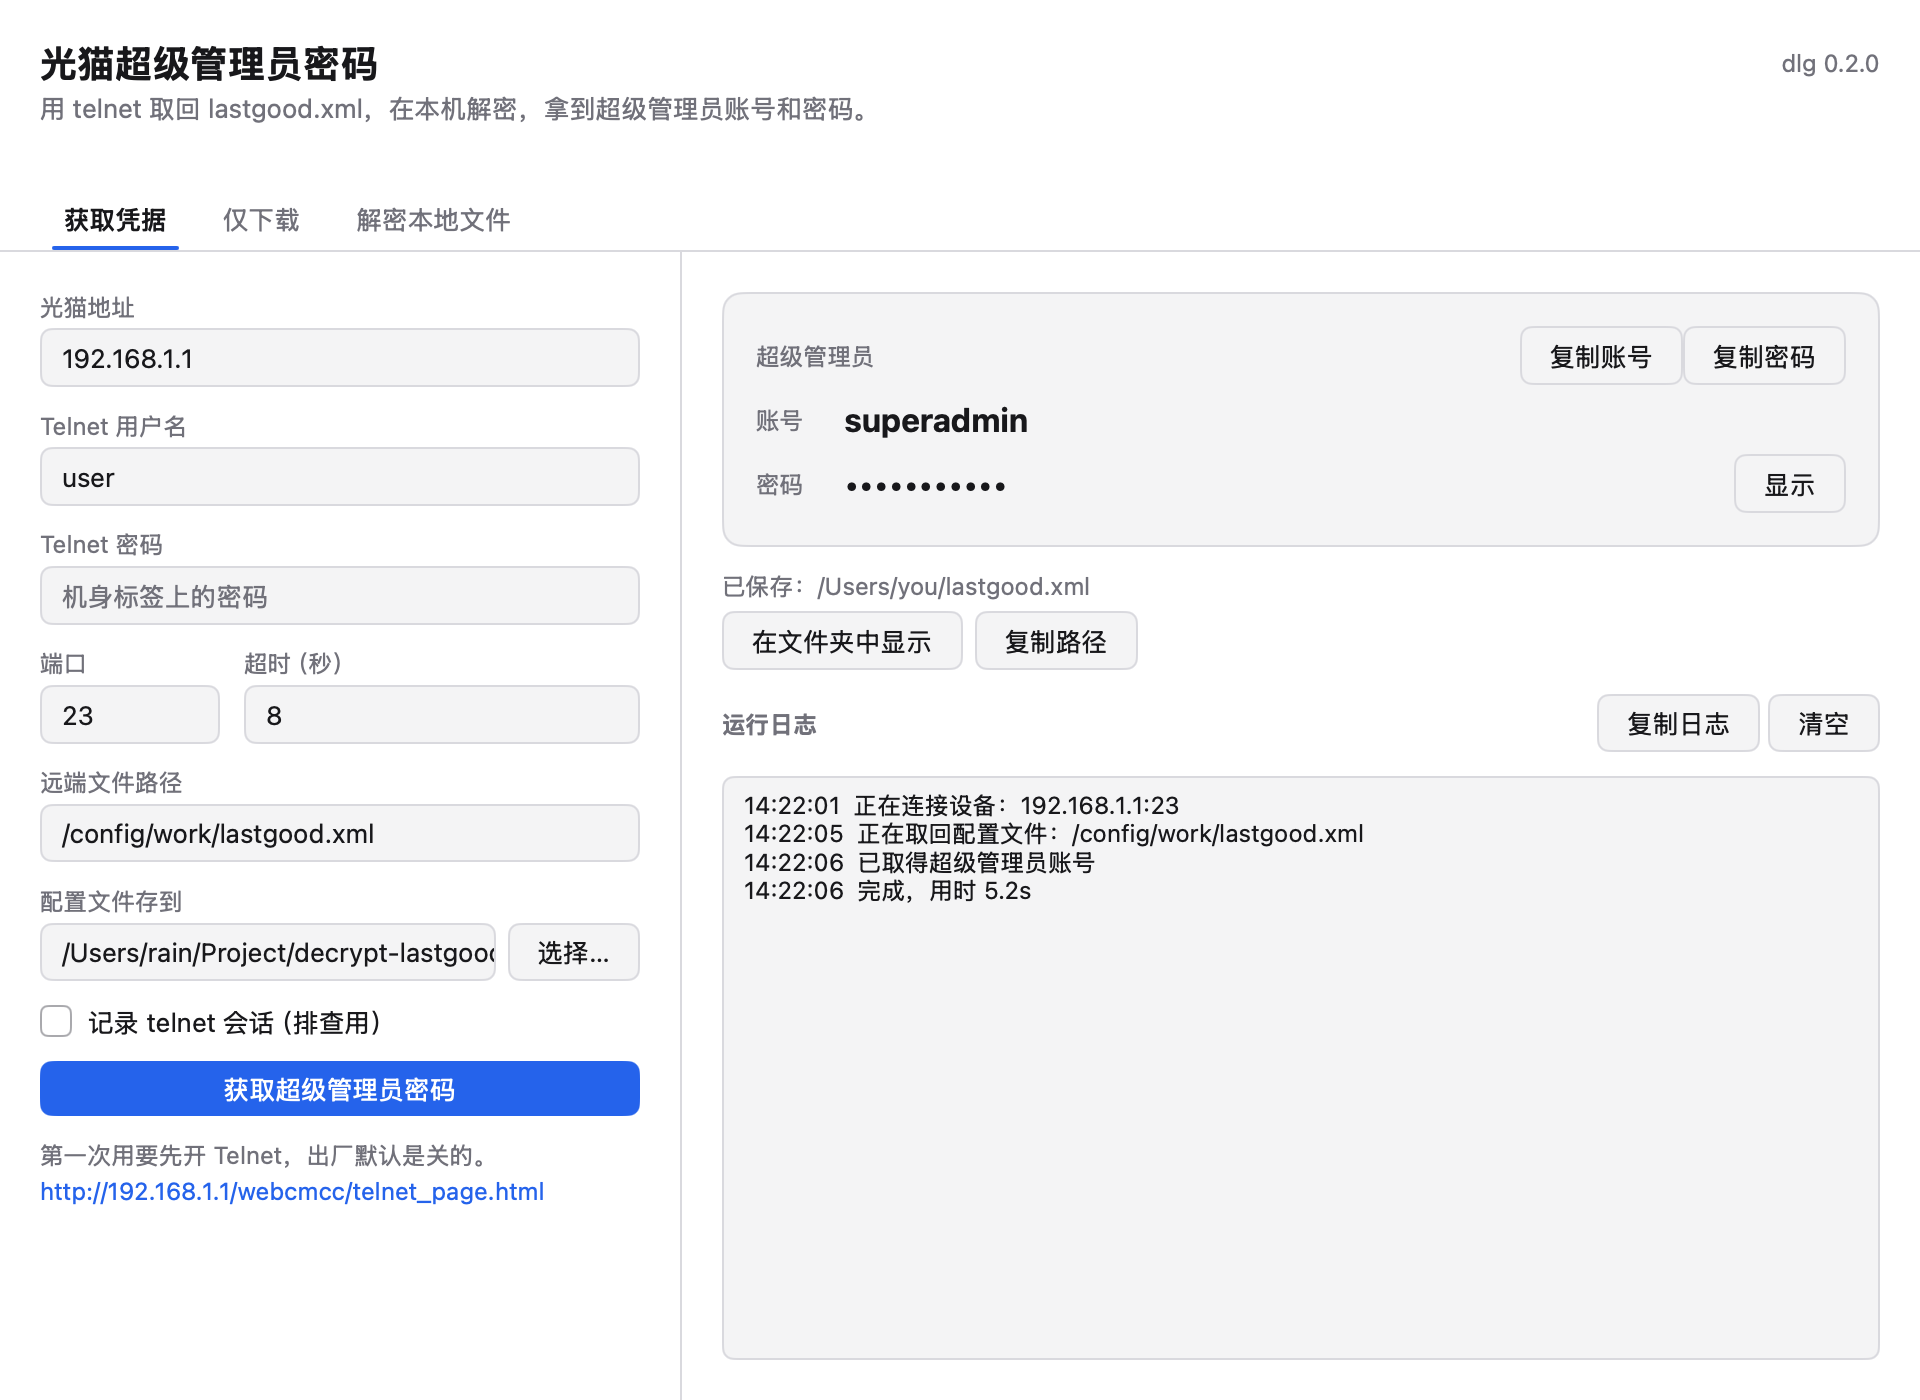 光猫超级管理员密码
dlg 0.2.0
用 telnet 取回 lastgood.xml，在本机解密，拿到超级管理员账号和密码。
获取凭据
仅下载
解密本地文件
光猫地址
192.168.1.1
Telnet 用户名
user
Telnet 密码
机身标签上的密码
端口
超时 (秒)
23
8
远端文件路径
/config/work/lastgood.xml
配置文件存到
/Users/rain/Project/decrypt-lastgood
选择...
记录 telnet 会话 (排查用)
获取超级管理员密码
第一次用要先开 Telnet，出厂默认是关的。
http://192.168.1.1/webcmcc/telnet_page.html
超级管理员
复制账号
复制密码
账号
superadmin
密码
•••••••••••
显示
已保存：/Users/you/lastgood.xml
在文件夹中显示
复制路径
运行日志
复制日志
清空
14:22:01 正在连接设备：192.168.1.1:23
14:22:05 正在取回配置文件：/config/work/lastgood.xml
14:22:06 已取得超级管理员账号
14:22:06 完成，用时 5.2s